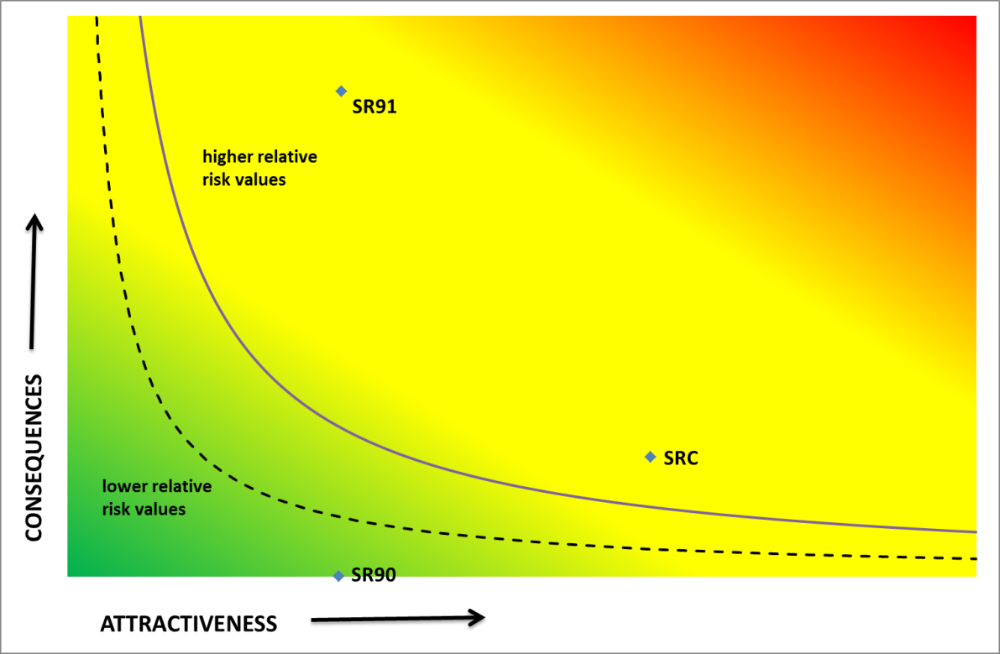 SR91
higher relative
risk values
CONSEQUENCES
SRC
lower relative
risk values
SR90
ATTRACTIVENESS